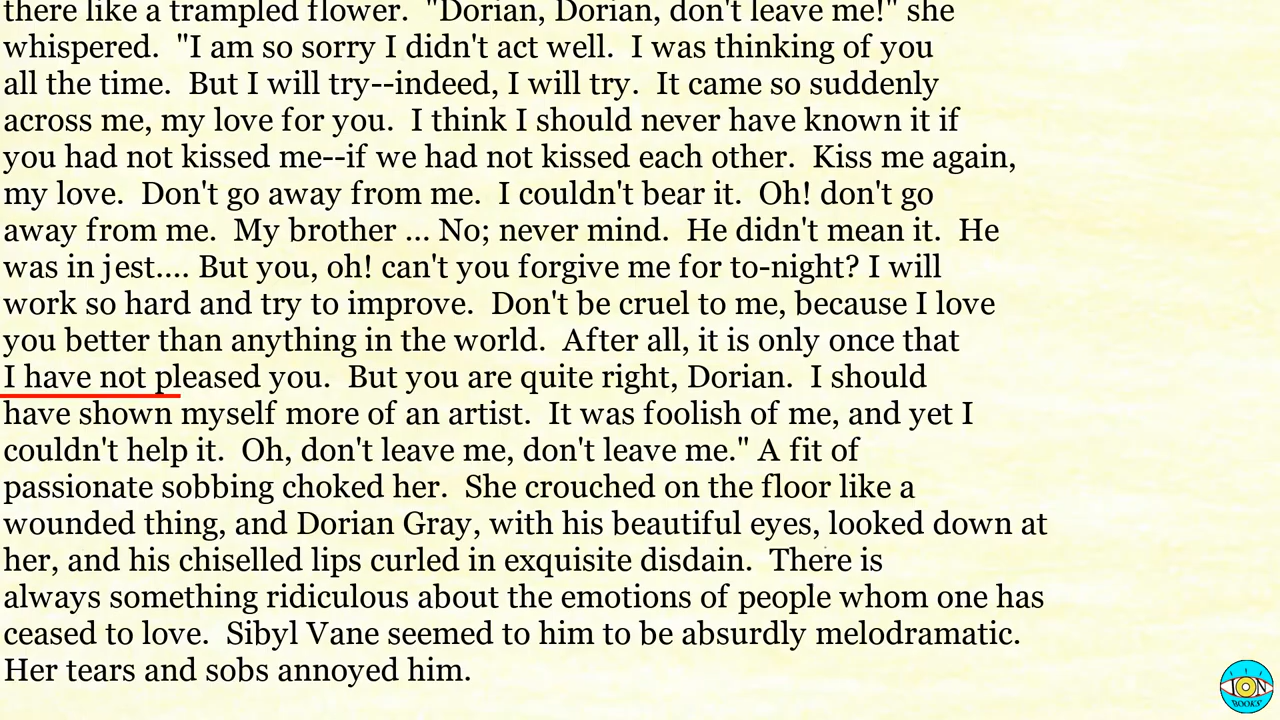 there like a trampled flower.  "Dorian, Dorian, don't leave me!" she
whispered.  "I am so sorry I didn't act well.  I was thinking of you
all the time.  But I will try--indeed, I will try.  It came so suddenly
across me, my love for you.  I think I should never have known it if
you had not kissed me--if we had not kissed each other.  Kiss me again,
my love.  Don't go away from me.  I couldn't bear it.  Oh! don't go
away from me.  My brother ... No; never mind.  He didn't mean it.  He
was in jest.... But you, oh! can't you forgive me for to-night? I will
work so hard and try to improve.  Don't be cruel to me, because I love
you better than anything in the world.  After all, it is only once that
I have not pleased you.  But you are quite right, Dorian.  I should
have shown myself more of an artist.  It was foolish of me, and yet I
couldn't help it.  Oh, don't leave me, don't leave me." A fit of
passionate sobbing choked her.  She crouched on the floor like a
wounded thing, and Dorian Gray, with his beautiful eyes, looked down at
her, and his chiselled lips curled in exquisite disdain.  There is
always something ridiculous about the emotions of people whom one has
ceased to love.  Sibyl Vane seemed to him to be absurdly melodramatic.
Her tears and sobs annoyed him.
ION
BOOKS